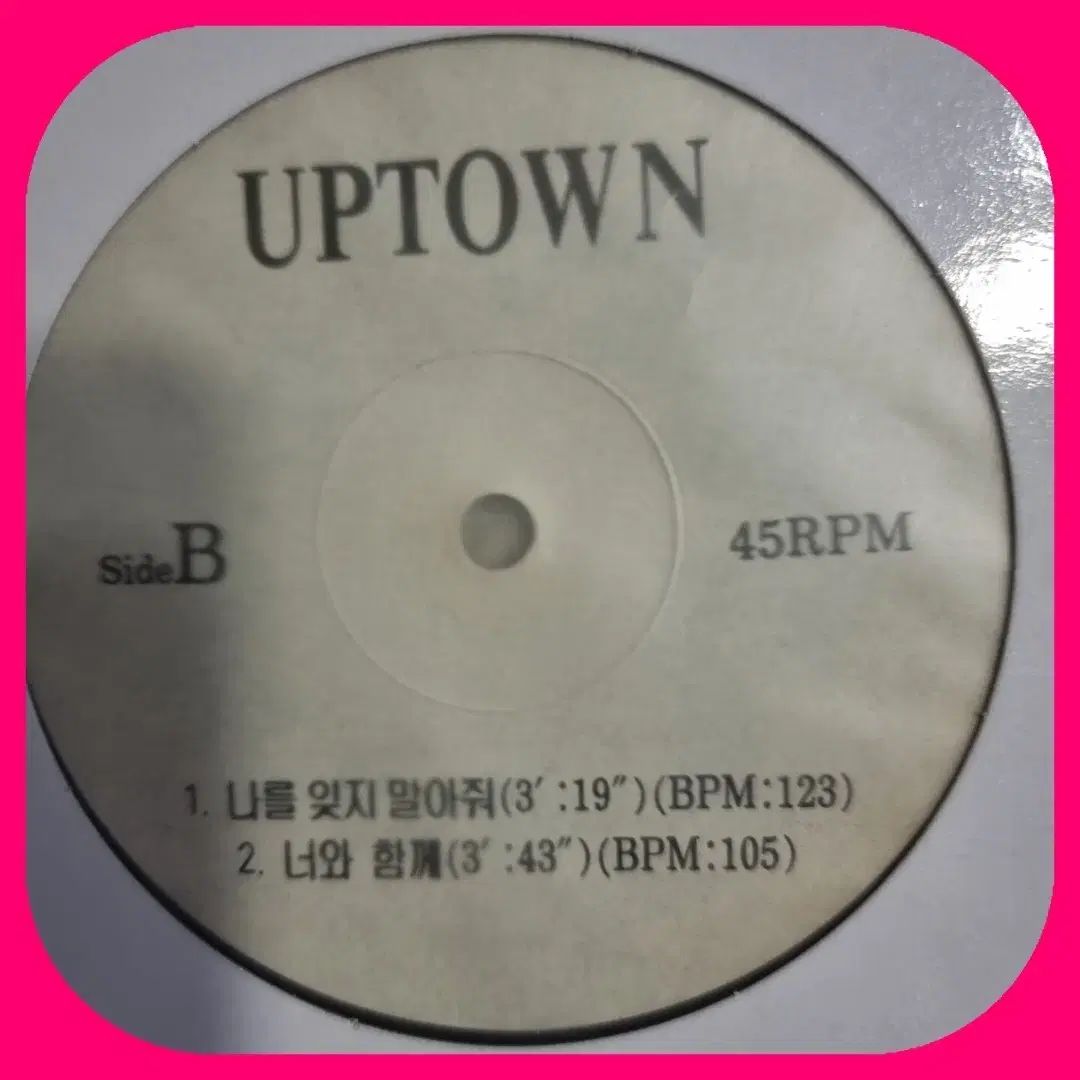 UPTOWN
Side B
45RPM
1. 나를 잊지 말아줘(3′ :19″)(BPM:123)
2. 너와 함께(3′ :43″)(BPM:105)